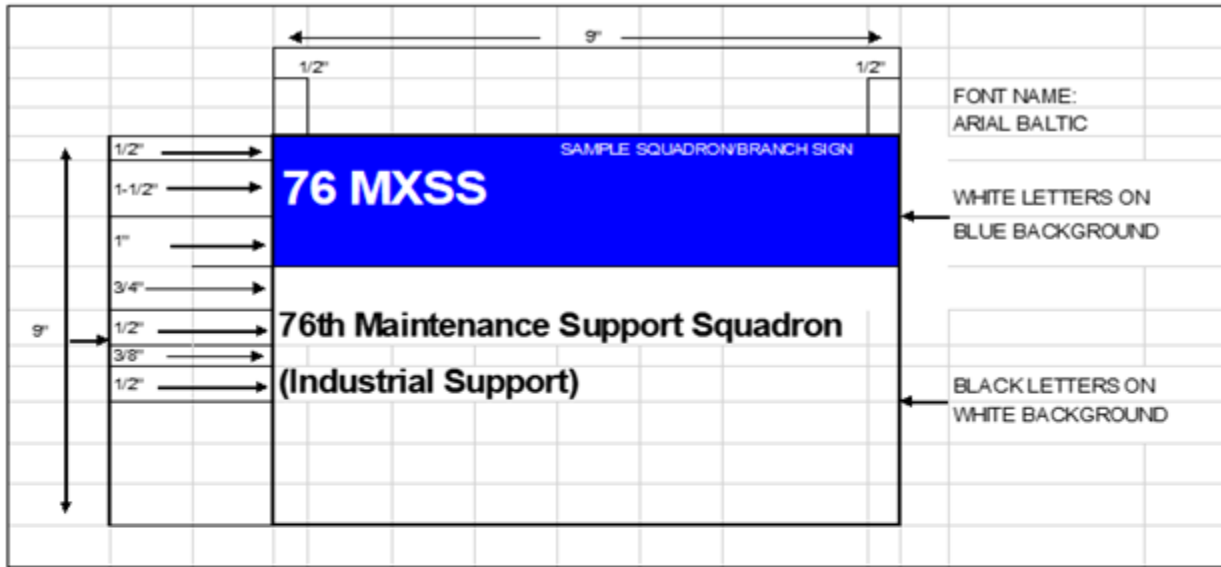 9"
1/2" 1/2"
FONT NAME:
ARIAL BALTIC
1/2"
SAMPLE SQUADRON/BRANCH SIGN
1-1/2"
76 MXSS
WHITE LETTERS ON
BLUE BACKGROUND
1"
3/4"
9"
1/2"
76th Maintenance Support Squadron
3/8"
1/2"
(Industrial Support)
BLACK LETTERS ON
WHITE BACKGROUND